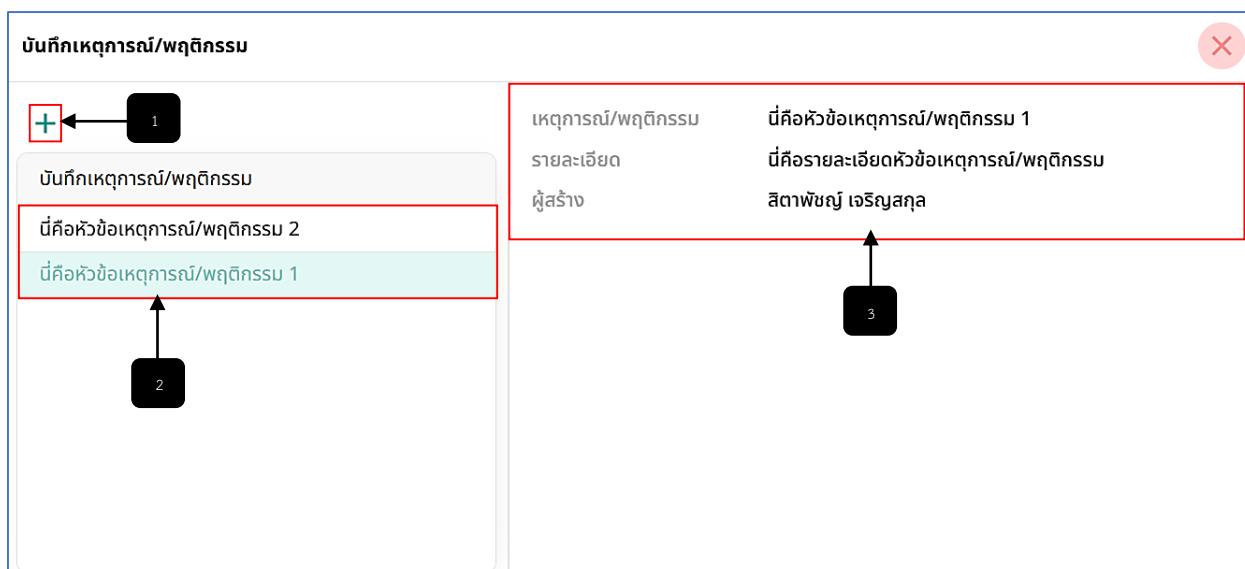 บันทึกเหตุการณ์/พฤติกรรม
1
บันทึกเหตุการณ์/พฤติกรรม
นี่คือหัวข้อเหตุการณ์/พฤติกรรม 2
นี่คือหัวข้อเหตุการณ์/พฤติกรรม 1
2
เหตุการณ์/พฤติกรรม นี่คือหัวข้อเหตุการณ์/พฤติกรรม 1
รายละเอียด นี่คือรายละเอียดหัวข้อเหตุการณ์/พฤติกรรม
ผู้สร้าง สิตาพัชญ์ เจริญสกุล
3